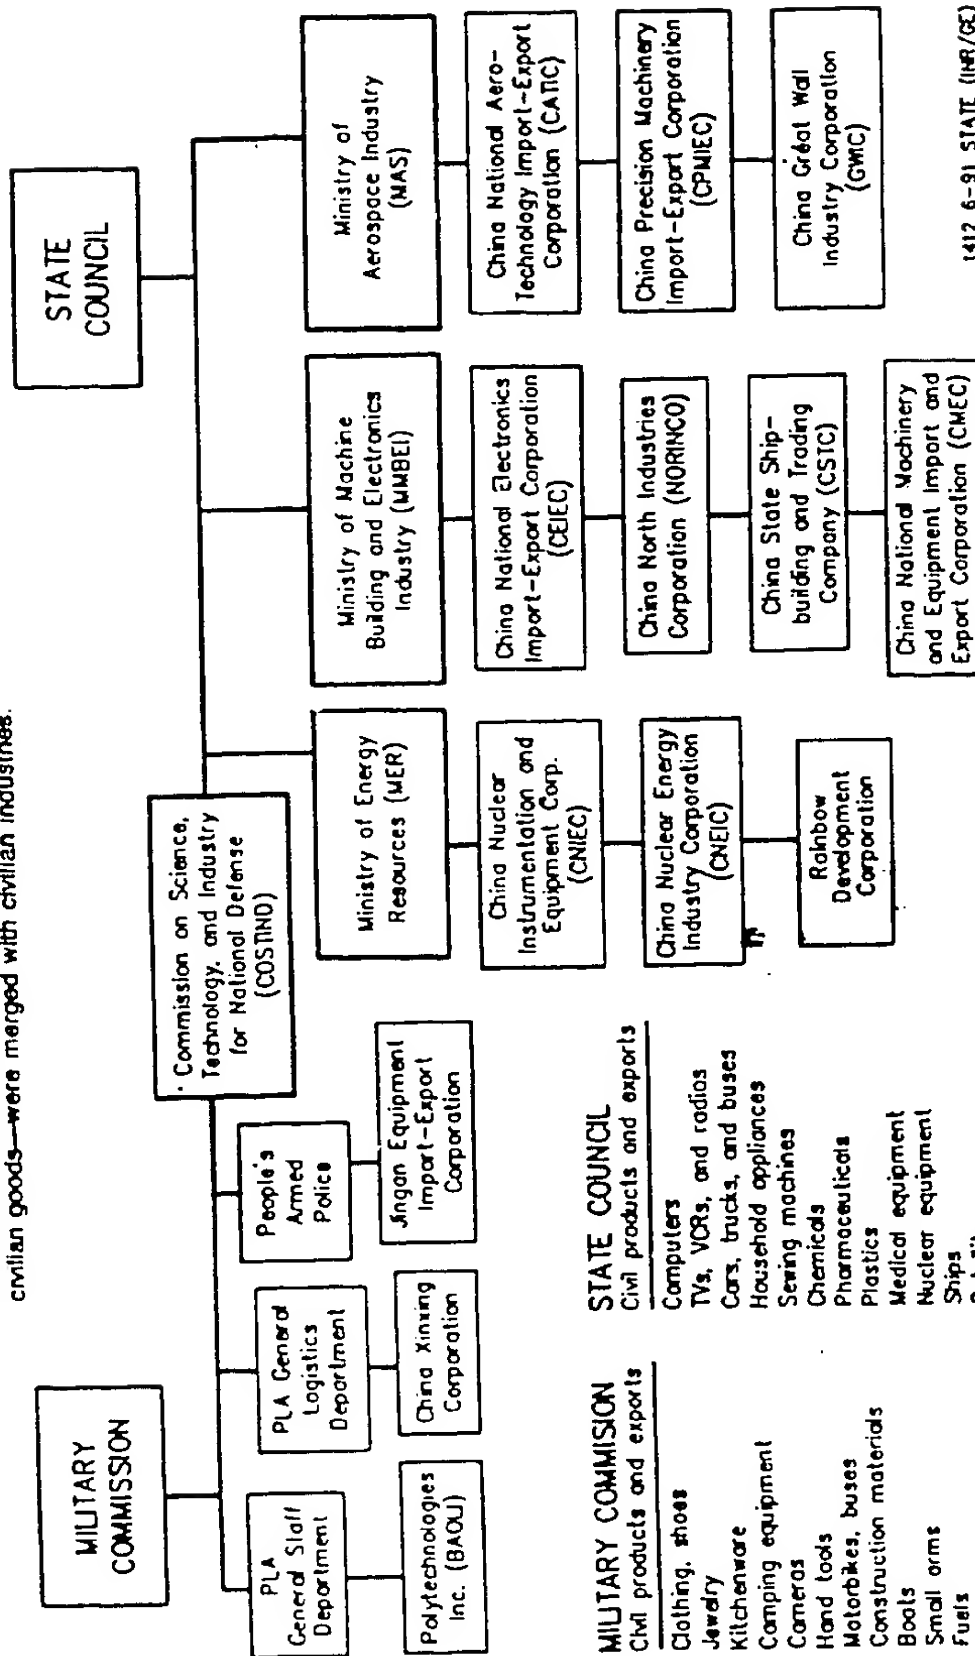 civilian goods—were merged with civilian industries.
MILITARY
COMMISSION
STATE
COUNCIL
Commission on Science,
Technology, and Industry
for National Defense
(COSTIND)
PLA
General Staff
Department
PLA General
Logistics
Department
People's
Armed
Police
Polytechnologies
Inc. (BAOLI)
China Xinxing
Corporation
Jingan Equipment
Import-Export
Corporation
Ministry of Energy
Resources (MER)
China Nuclear
Instrumentation and
Equipment Corp.
(CNIEC)
China Nuclear Energy
Industry Corporation
(CNEIC)
Rainbow
Development
Corporation
Ministry of Machine
Building and Electronics
Industry (MMBEI)
China National Electronics
Import-Export Corporation
(CEIEC)
China North Industries
Corporation (NORINCO)
China State Ship-
building and Trading
Company (CSTC)
China National Machinery
and Equipment Import and
Export Corporation (CMEC)
Ministry of
Aerospace Industry
(MAS)
China National Aero-
Technology Import-Export
Corporation (CATIC)
China Precision Machinery
Import-Export Corporation
(CPMIEC)
China Great Wall
Industry Corporation
(GWIC)
MILITARY COMMISION
Civil products and exports
Clothing, shoes
Jewelry
Kitchenware
Camping equipment
Cameras
Hand tools
Motorbikes, buses
Construction materials
Boats
Small arms
Fuels
STATE COUNCIL
Civil products and exports
Computers
TVs, VCRs, and radios
Cars, trucks, and buses
Household appliances
Sewing machines
Chemicals
Pharmaceuticals
Plastics
Medical equipment
Nuclear equipment
Ships
1412 6-91 STATE (INR/GE)